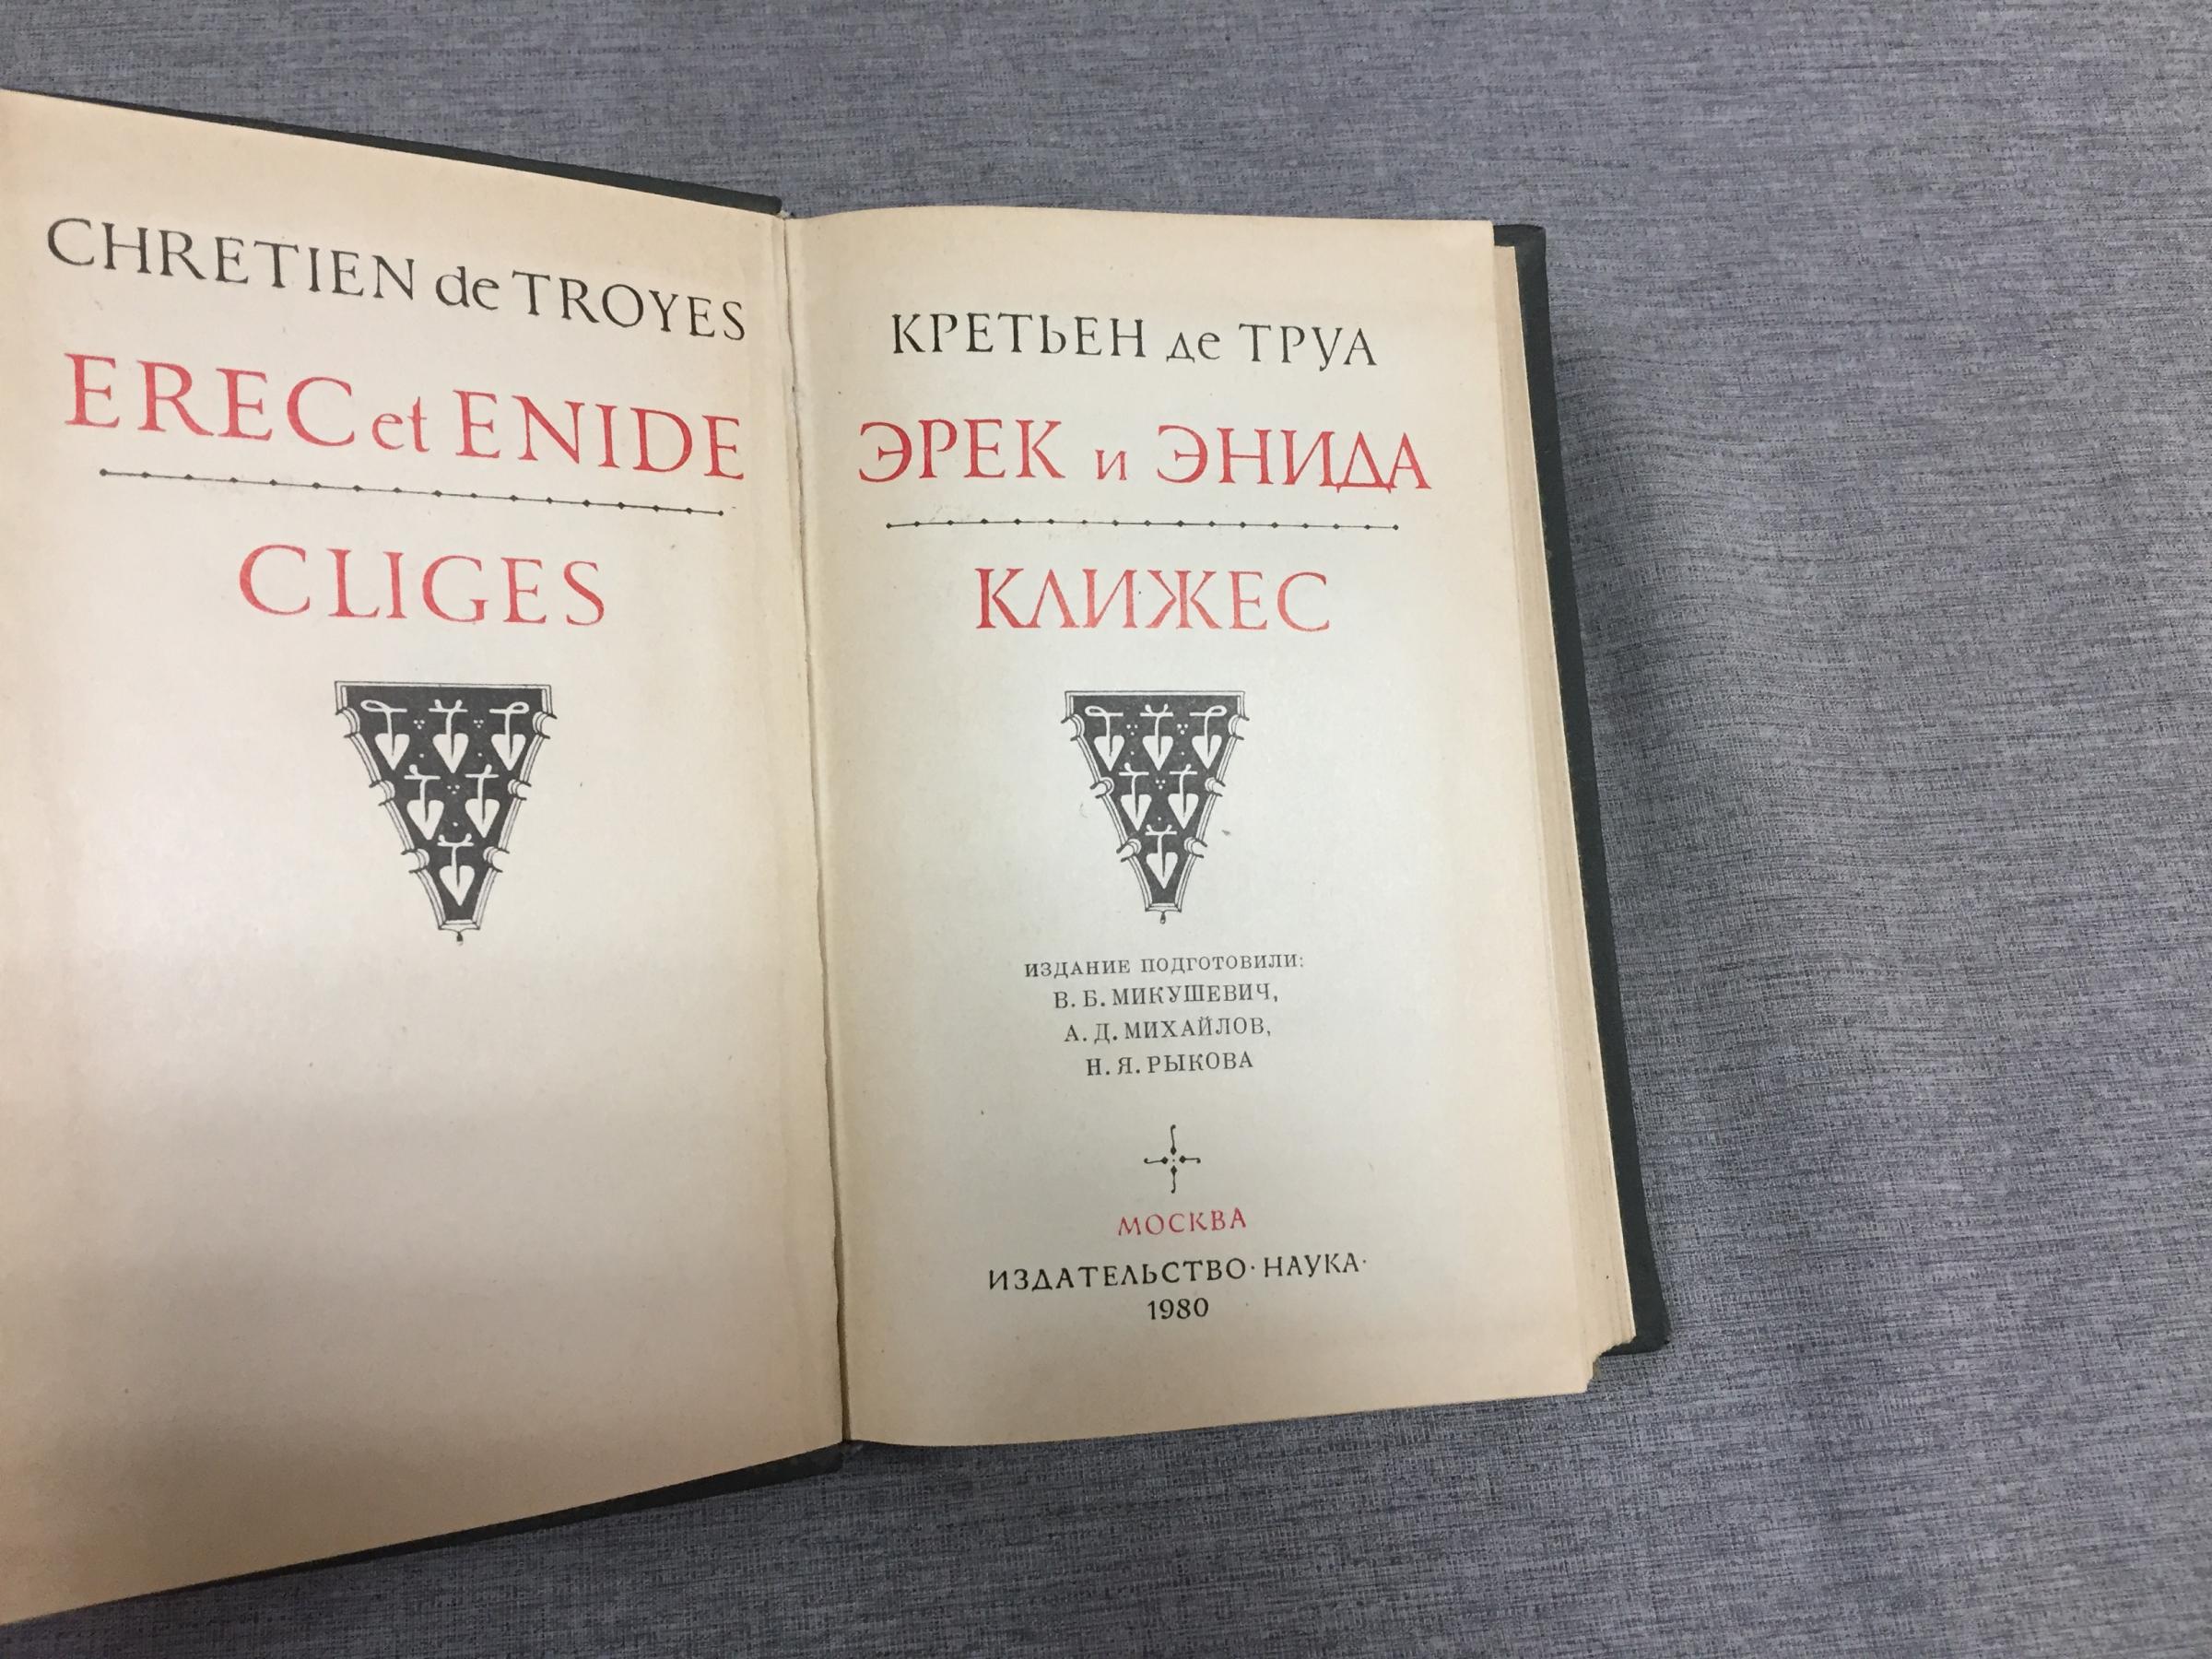 CHRETIEN de TROYES
EREC et ENIDE
CLIGES
КРЕТЬЕН де ТРУА
ЭРЕК и ЭНИДА
КЛИЖЕС
ИЗДАНИЕ ПОДГОТОВИЛИ:
В. Б. МИКУШЕВИЧ,
А. Д. МИХАЙЛОВ,
Н. Я. РЫКОВА
МОСКВА
ИЗДАТЕЛЬСТВО·НАУКА·
1980